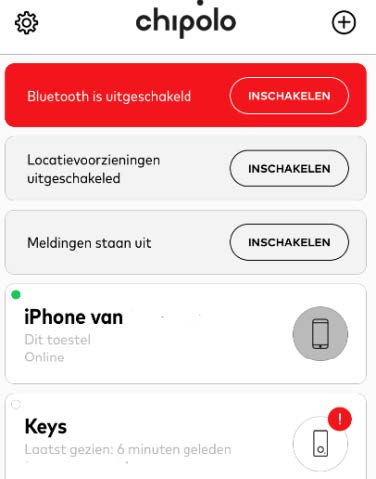 chipolo
Bluetooth is uitgeschakeld
INSCHAKELEN
Locatievoorzieningen
uitgeschakeled
INSCHAKELEN
Meldingen staan uit
INSCHAKELEN
iPhone van
Dit toestel
Online
Keys
!
Laatst gezien: 6 minuten geleden